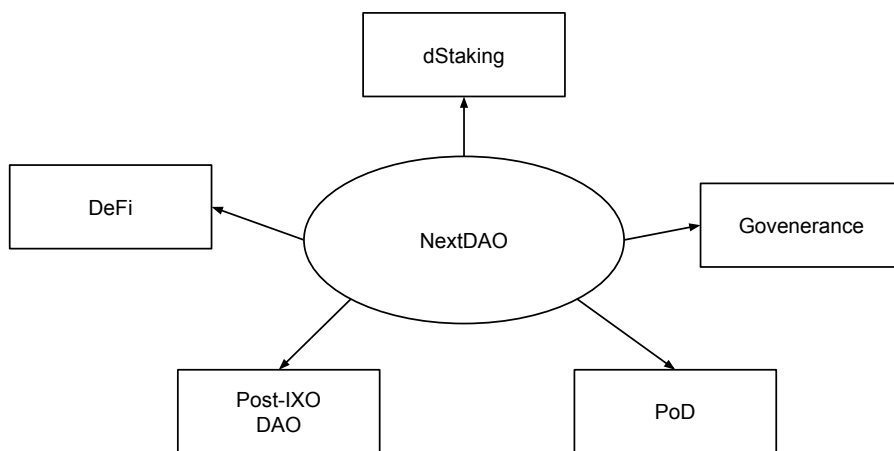 dStaking
DeFi
NextDAO
Govenerance
Post-IXO
DAO
PoD